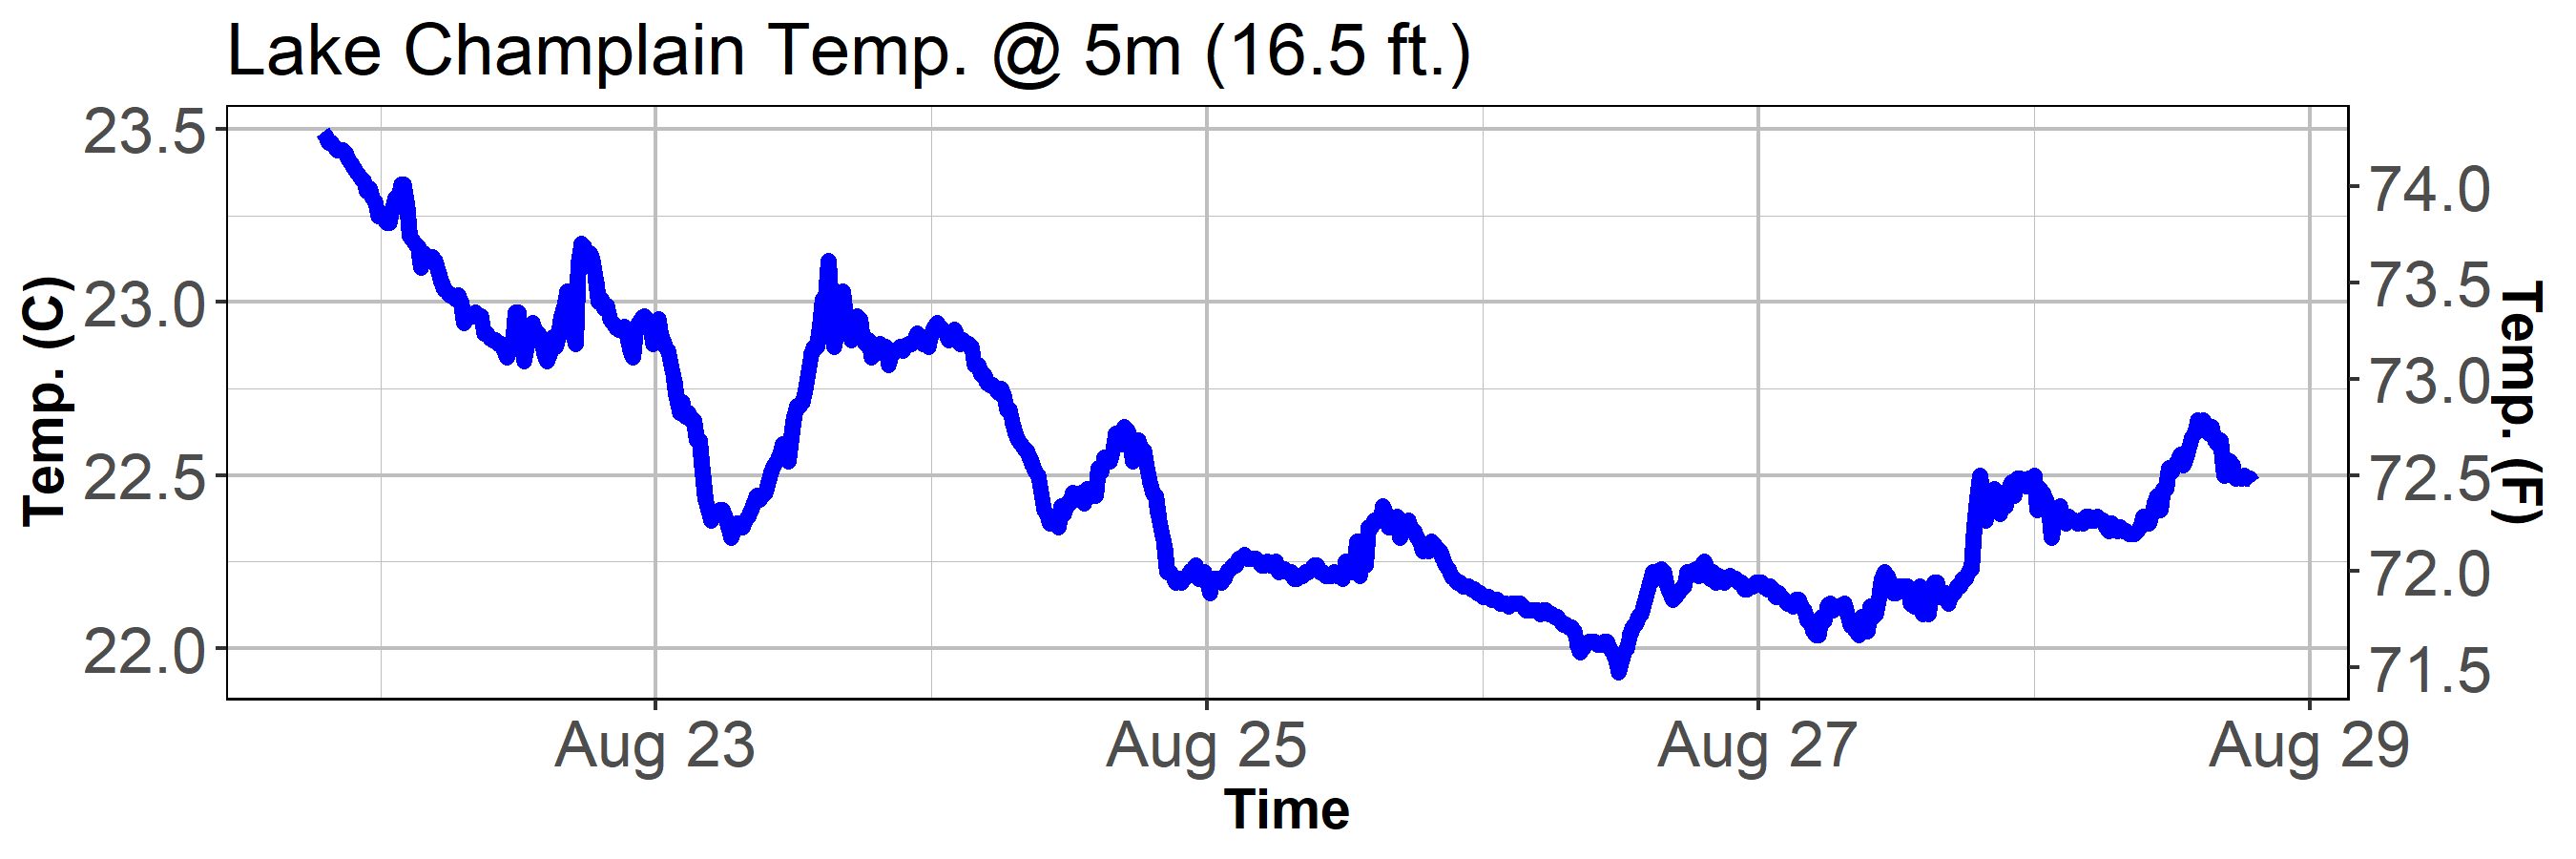 Lake Champlain Temp. @ 5m (16.5 ft.)
Temp. (C)
23.5
23.0
22.5
22.0
74.0
73.5
73.0
72.5
72.0
71.5
Temp. (F)
Aug 23
Aug 25
Aug 27
Aug 29
Time